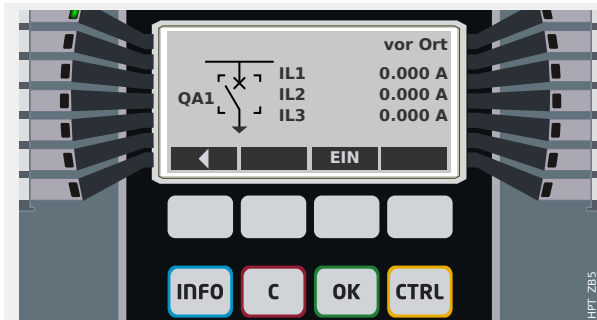 vor Ort
IL1 0.000 A
QA1 IL2 0.000 A
IL3 0.000 A
EIN
INFO C OK CTRL
HPT_ZB5